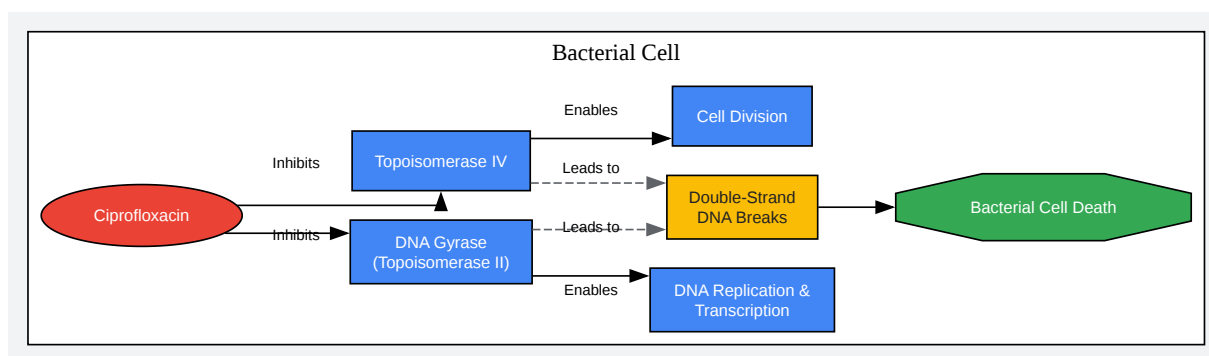 Bacterial Cell
Enables
Cell Division
Inhibits
Topoisomerase IV
Leads to
Double-Strand
DNA Breaks
Ciprofloxacin
Bacterial Cell Death
Inhibits
DNA Gyrase
(Topoisomerase II)
Leads to
Enables
DNA Replication &
Transcription